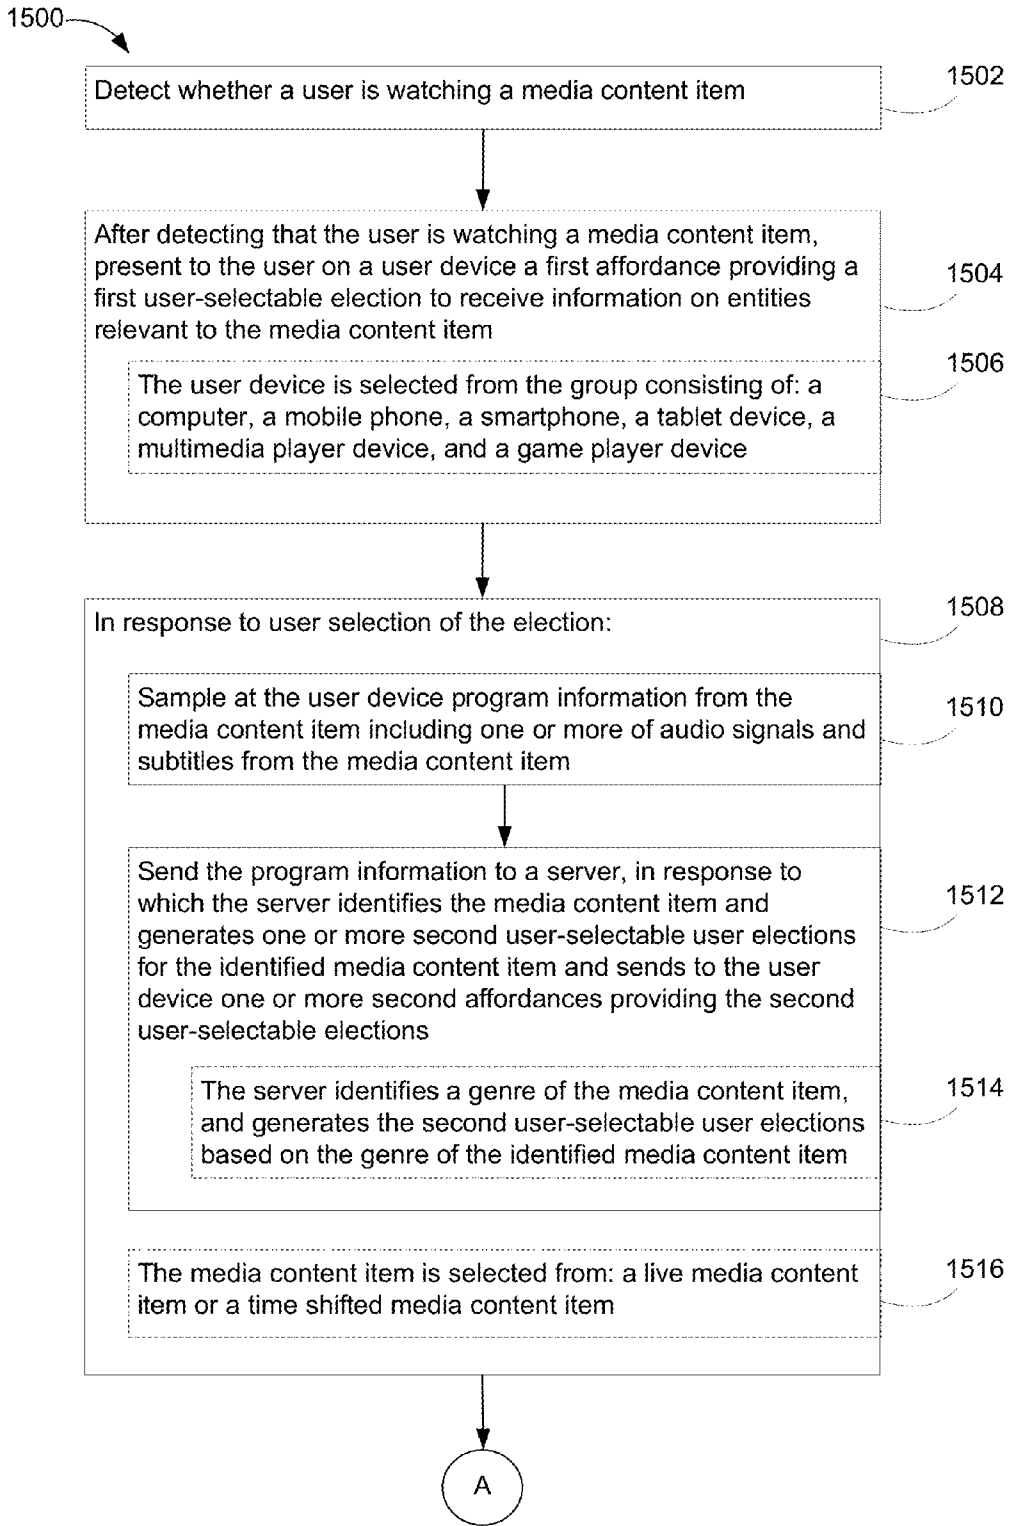 1500
Detect whether a user is watching a media content item
1502
After detecting that the user is watching a media content item,
present to the user on a user device a first affordance providing a
first user-selectable election to receive information on entities
relevant to the media content item
1504
The user device is selected from the group consisting of: a
computer, a mobile phone, a smartphone, a tablet device, a
multimedia player device, and a game player device
1506
In response to user selection of the election:
1508
Sample at the user device program information from the
media content item including one or more of audio signals and
subtitles from the media content item
1510
Send the program information to a server, in response to
which the server identifies the media content item and
generates one or more second user-selectable user elections
for the identified media content item and sends to the user
device one or more second affordances providing the second
user-selectable elections
1512
The server identifies a genre of the media content item,
and generates the second user-selectable user elections
based on the genre of the identified media content item
1514
The media content item is selected from: a live media content
item or a time shifted media content item
1516
A